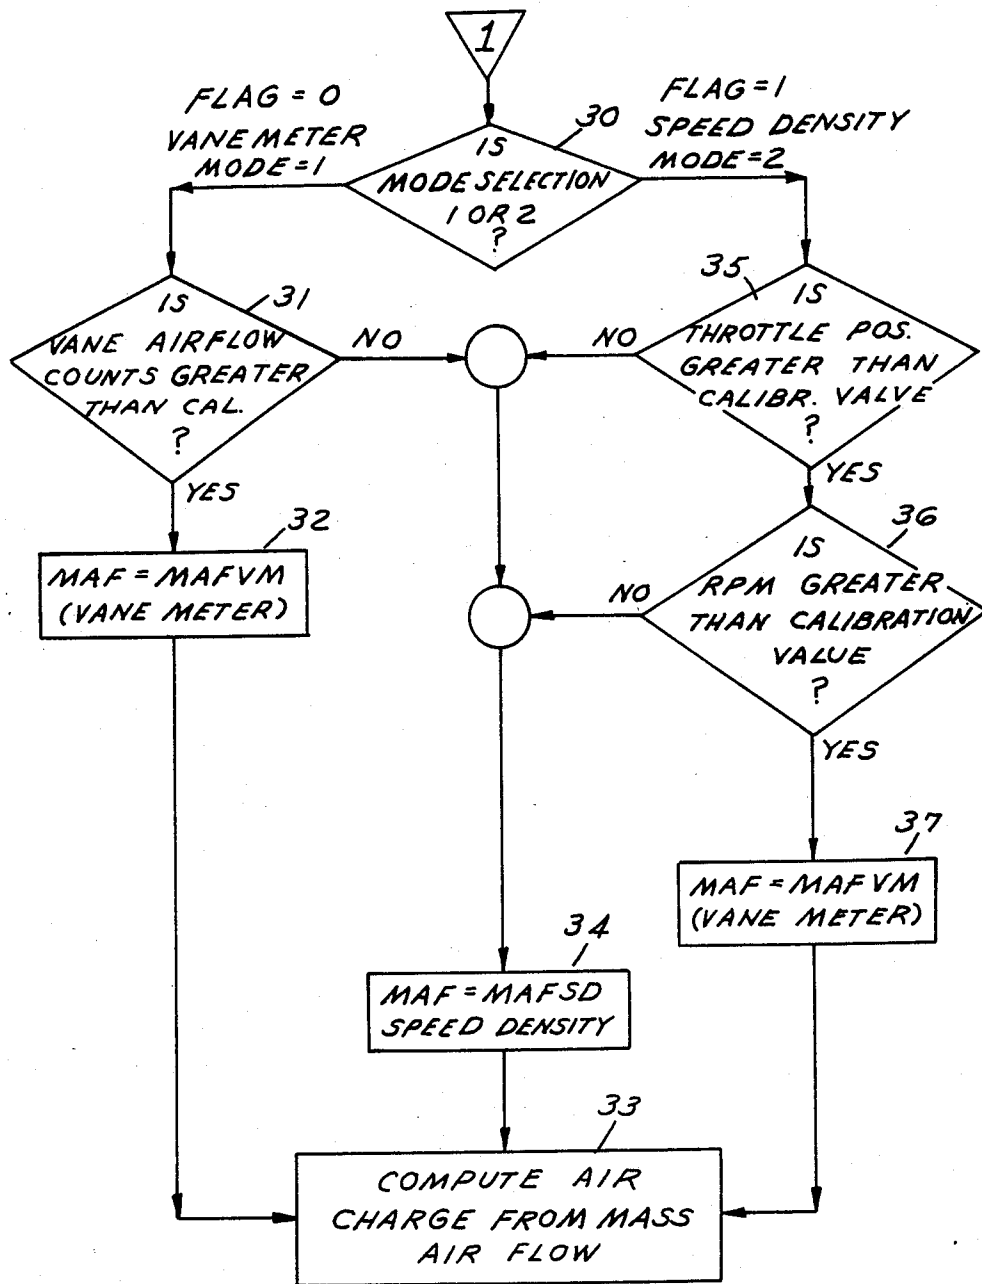 1
FLAG = 0
VANE METER
MODE = 1
FLAG = 1
SPEED DENSITY
MODE = 2
30
IS
MODE SELECTION
1 OR 2
?
31
IS
VANE AIRFLOW
COUNTS GREATER
THAN CAL.
?
NO
YES
35
IS
THROTTLE POS.
GREATER THAN
CALIBR. VALVE
?
NO
YES
32
MAF = MAFVM
(VANE METER)
36
IS
RPM GREATER
THAN CALIBRATION
VALUE
?
NO
YES
37
MAF = MAFVM
(VANE METER)
34
MAF = MAFSD
SPEED DENSITY
33
COMPUTE AIR
CHARGE FROM MASS
AIR FLOW